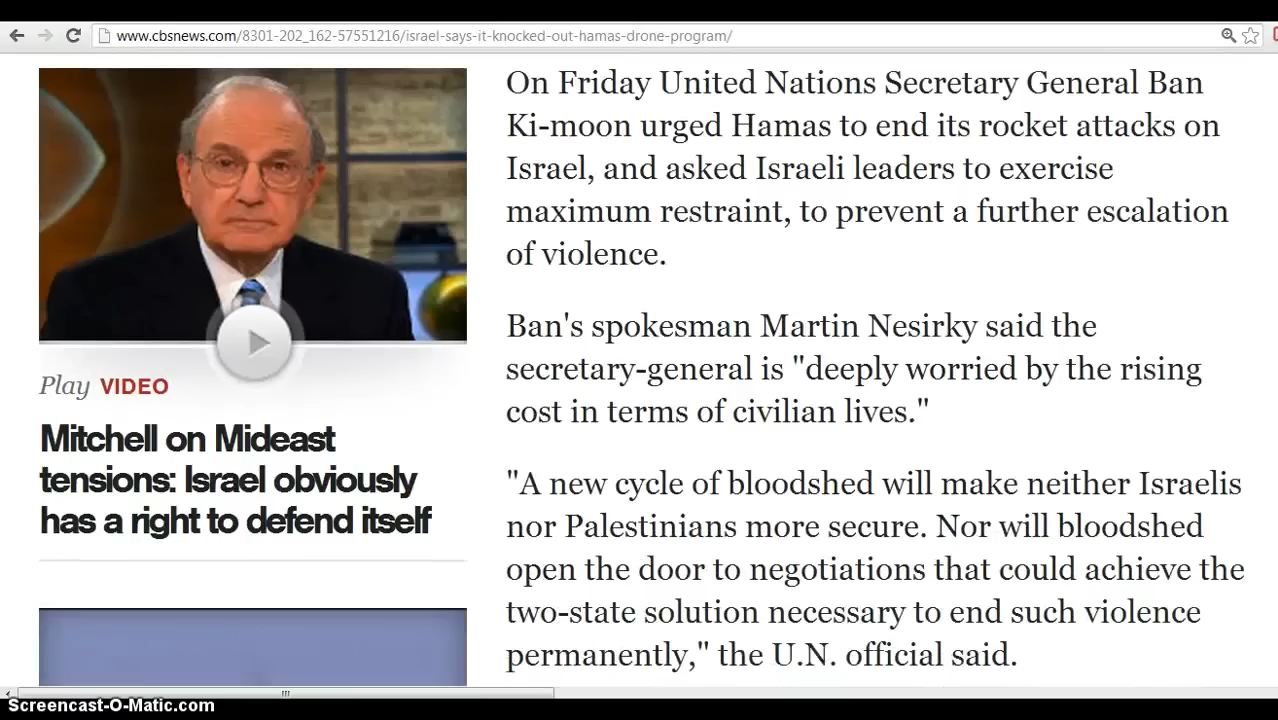 www.cbsnews.com/8301-202_162-57551216/israel-says-it-knocked-out-hamas-drone-program/
On Friday United Nations Secretary General Ban
Ki-moon urged Hamas to end its rocket attacks on
Israel, and asked Israeli leaders to exercise
maximum restraint, to prevent a further escalation
of violence.
Ban's spokesman Martin Nesirky said the
secretary-general is "deeply worried by the rising
cost in terms of civilian lives."
"A new cycle of bloodshed will make neither Israelis
nor Palestinians more secure. Nor will bloodshed
open the door to negotiations that could achieve the
two-state solution necessary to end such violence
permanently," the U.N. official said.
Play VIDEO
Mitchell on Mideast
tensions: Israel obviously
has a right to defend itself
Screencast-O-Matic.com